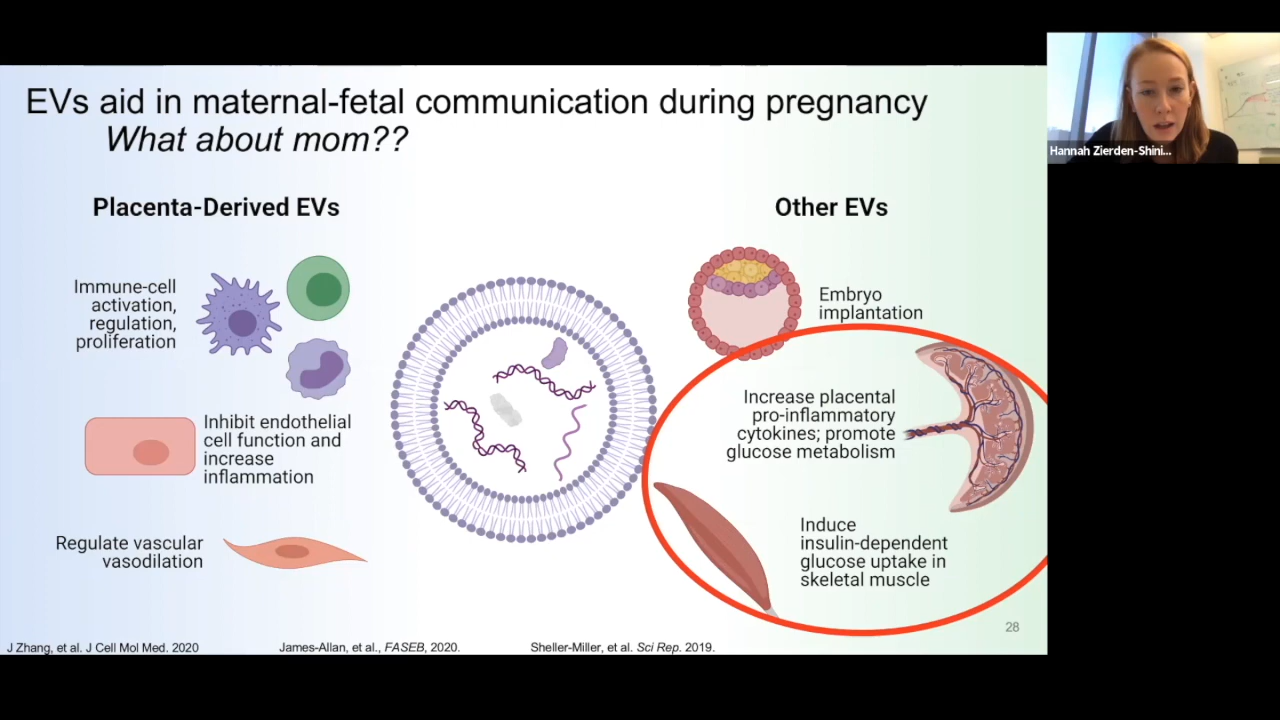 EVs aid in maternal-fetal communication during pregnancy
What about mom??
Hannah Zierden-Shini...
Placenta-Derived EVs
Immune-cell
activation,
regulation,
proliferation
Inhibit endothelial
cell function and
increase
inflammation
Regulate vascular
vasodilation
Other EVs
Embryo
implantation
Increase placental
pro-inflammatory
cytokines; promote
glucose metabolism
Induce
insulin-dependent
glucose uptake in
skeletal muscle
28
J Zhang, et al. J Cell Mol Med. 2020
James-Allan, et al., FASEB, 2020.
Sheller-Miller, et al. Sci Rep. 2019.